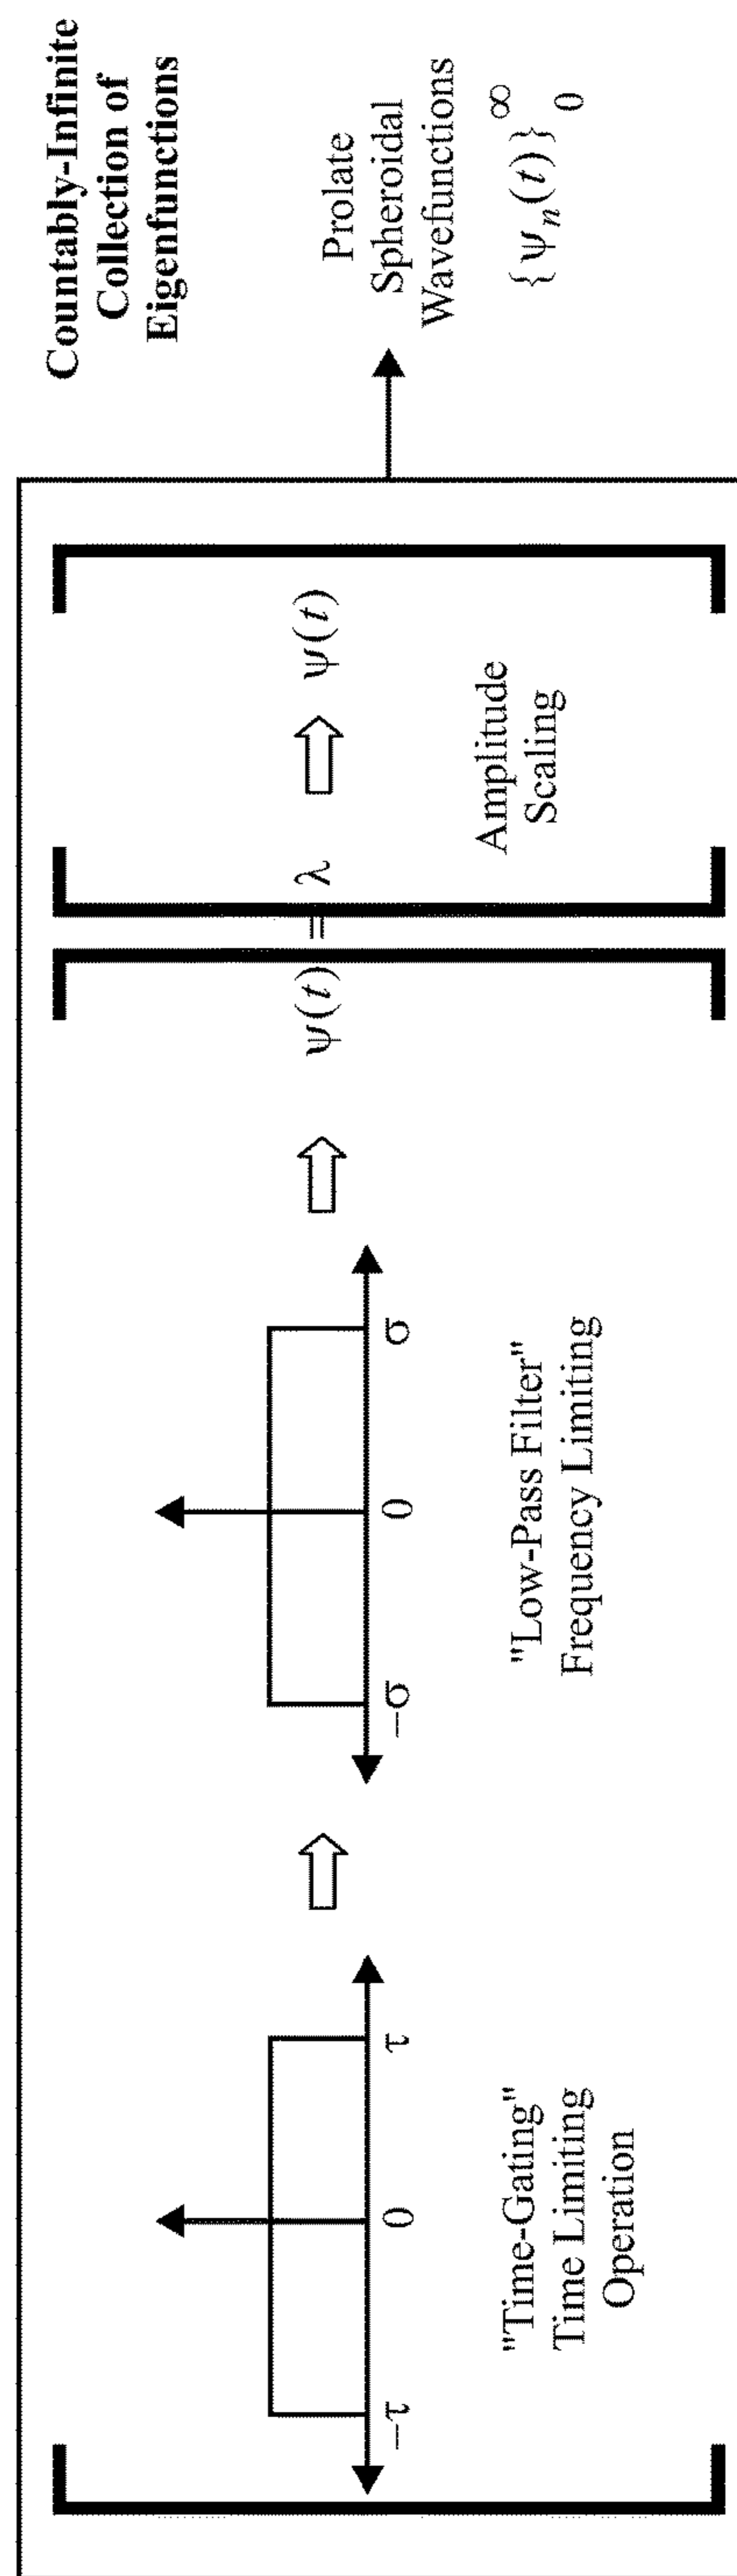 −τ
0
τ
"Time-Gating"
Time Limiting
Operation
−σ
0
σ
"Low-Pass Filter"
Frequency Limiting
ψ(t) = λ ψ(t)
Amplitude
Scaling
Countably-Infinite
Collection of
Eigenfunctions
Prolate
Spheroidal
Wavefunctions
{ψₙ(t)}₀^∞